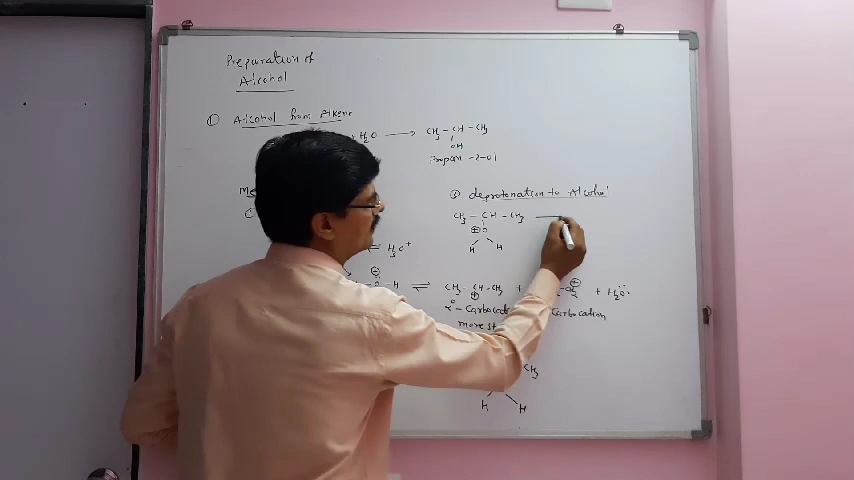 Preparation of
Alcohol
① Alcohol from Alkene
H₂O ⟶ CH₃ – CH – CH₃
OH
Propan-2-ol
③ deprotonation to Alcohol
CH₃ – CH – CH₃ ⟶
⊕ O
H H
⇌ H₃O⁺
⊖
O – H ⇌ CH₃ – CH – CH₃ + + H₂O
⊕
2° – Carbocat Carbocation
more st
CH₃
H H